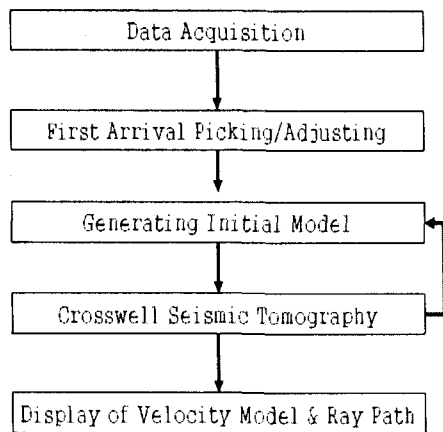 Data Acquisition
First Arrival Picking/Adjusting
Generating Initial Model
Crosswell Seismic Tomography
Display of Velocity Model & Ray Path